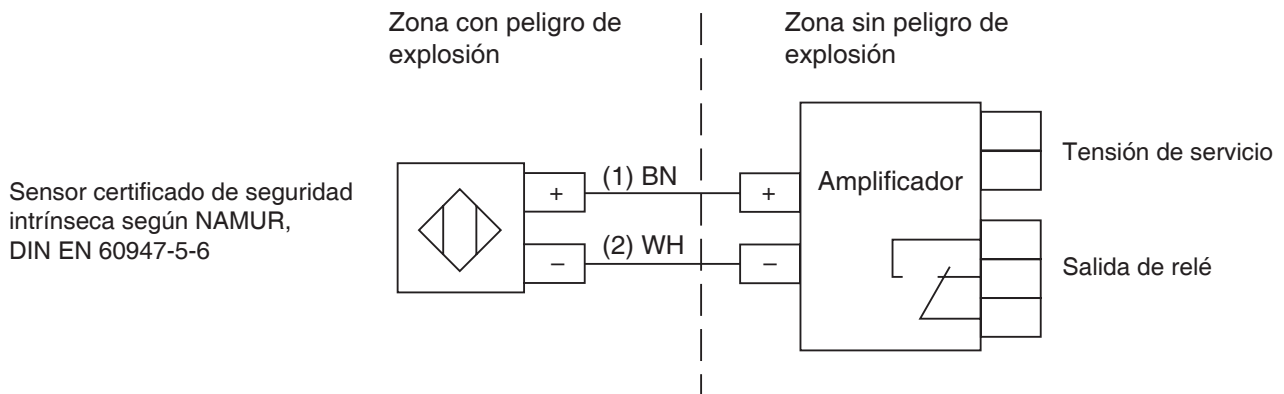 Zona con peligro de
explosión
Zona sin peligro de
explosión
Sensor certificado de seguridad
intrínseca según NAMUR,
DIN EN 60947-5-6
+
(1) BN
+
–
(2) WH
–
Amplificador
Tensión de servicio
Salida de relé